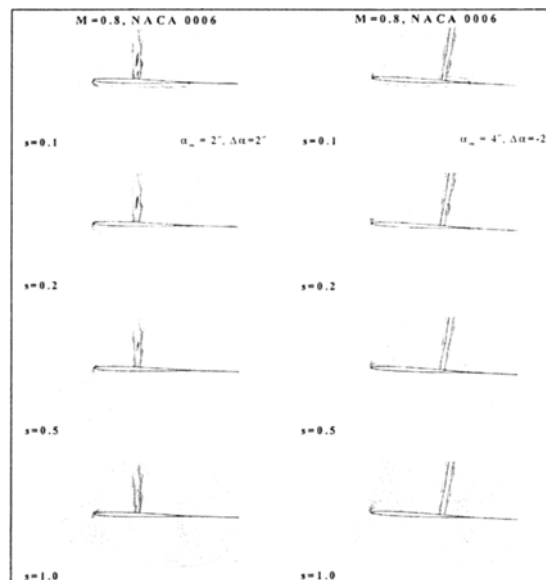 M=0.8, NACA 0006 M=0.8, NACA 0006
s=0.1 α∞ = 2°, Δα=2° s=0.1 α∞ = 4°, Δα=-2
s=0.2 s=0.2
s=0.5 s=0.5
s=1.0 s=1.0